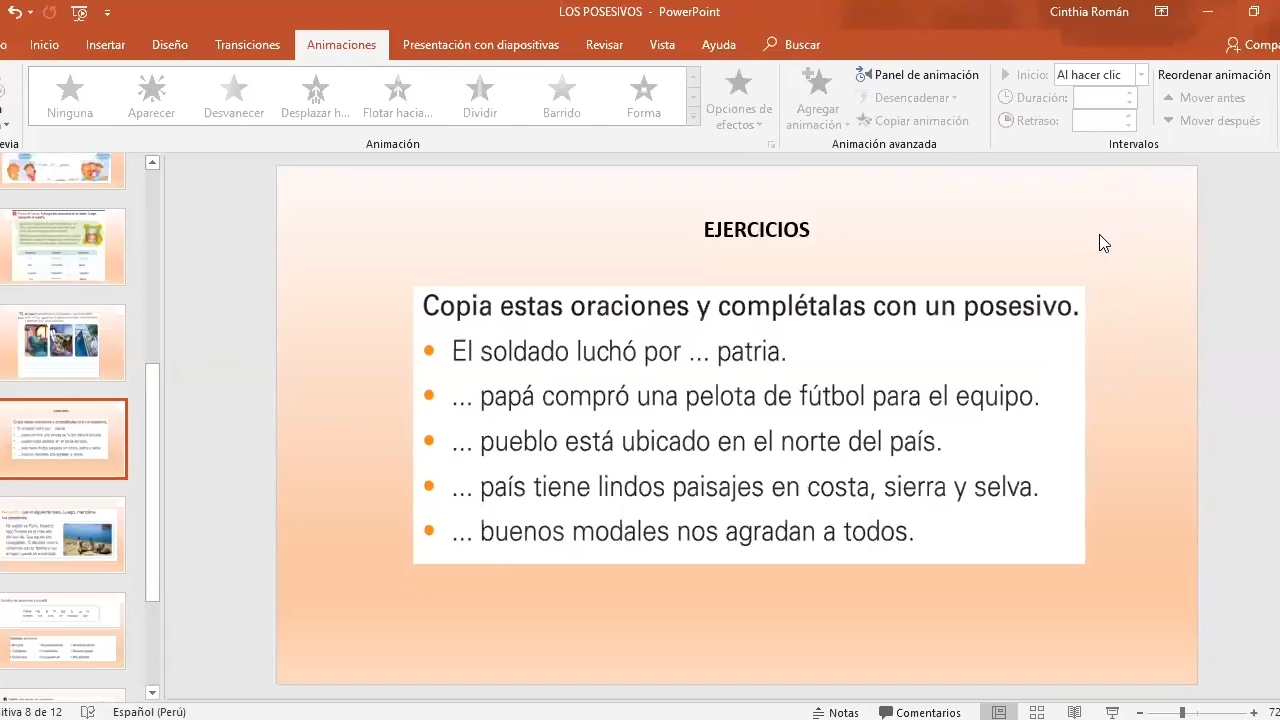 LOS POSESIVOS - PowerPoint
Cinthia Román
Inicio
Insertar
Diseño
Transiciones
Animaciones
Presentación con diapositivas
Revisar
Vista
Ayuda
Buscar
Ninguna
Aparecer
Desvanecer
Desplazar h...
Flotar hacia...
Dividir
Barrido
Forma
Animación
Opciones de
efectos
Agregar
animación
Panel de animación
Desencadenar
Copiar animación
Animación avanzada
Inicio: Al hacer clic
Duración:
Retraso:
Reordenar animación
Mover antes
Mover después
Intervalos
EJERCICIOS
Copia estas oraciones y complétalas con un posesivo.
• El soldado luchó por ... patria.
• ... papá compró una pelota de fútbol para el equipo.
• ... pueblo está ubicado en el norte del país.
• ... país tiene lindos paisajes en costa, sierra y selva.
• ... buenos modales nos agradan a todos.
8 de 12
Español (Perú)
Notas
Comentarios